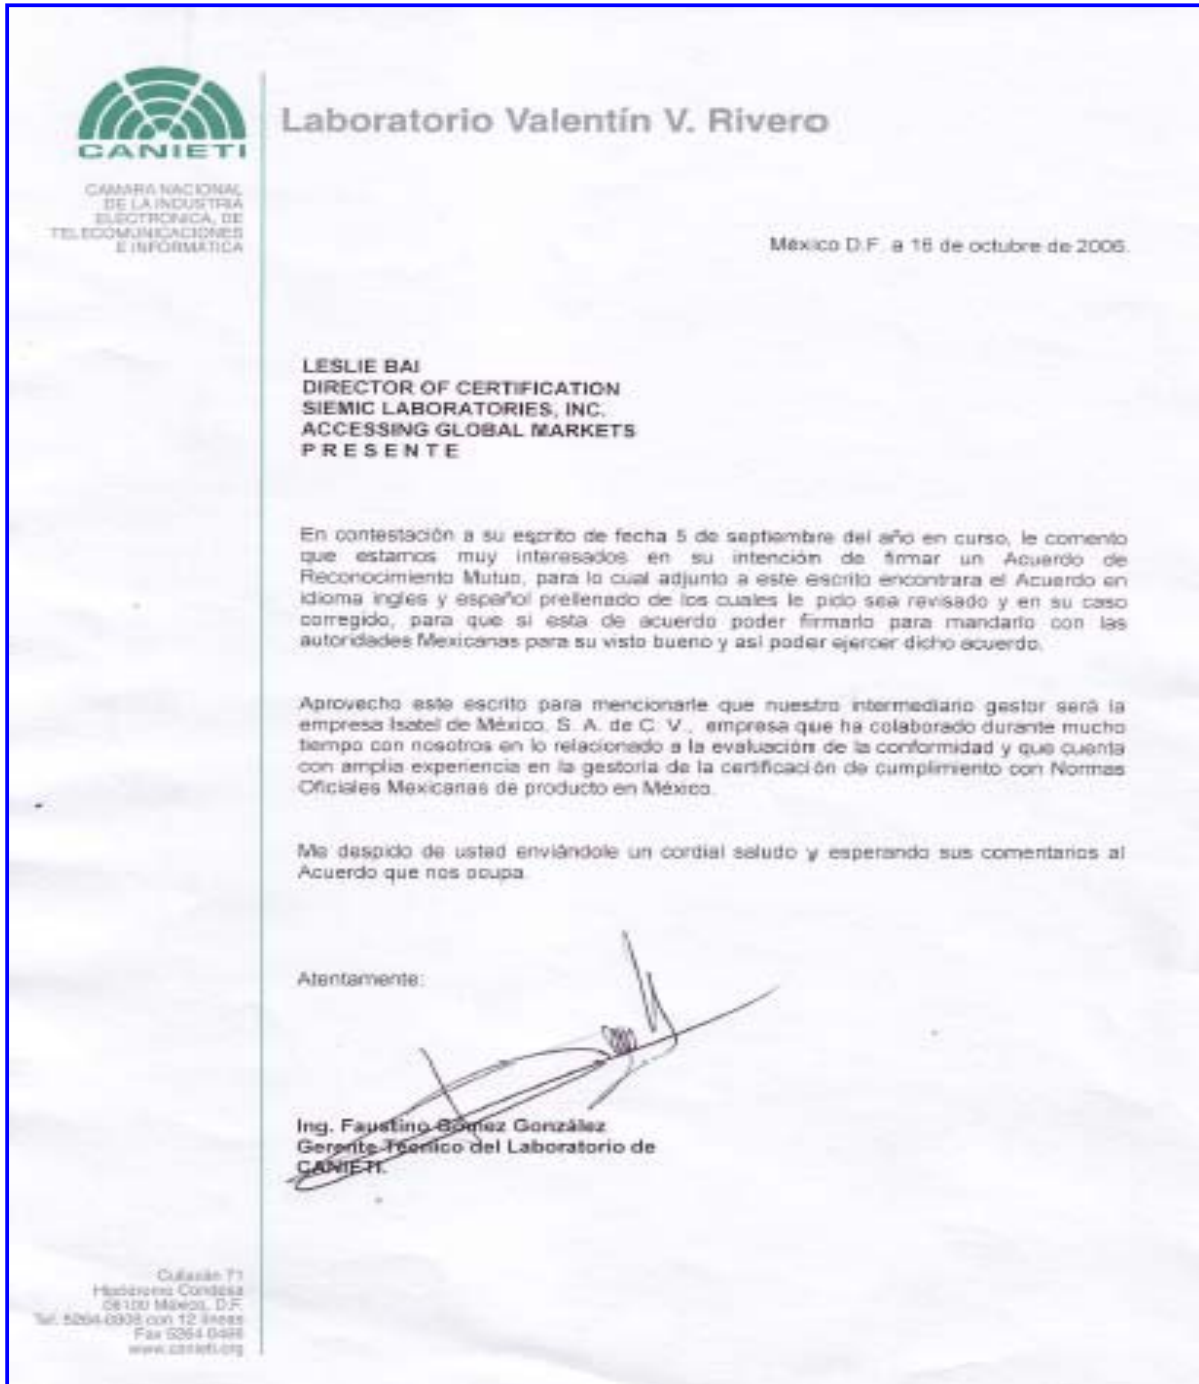 CANIETI
CAMARA NACIONAL
DE LA INDUSTRIA
ELECTRONICA, DE
TELECOMUNICACIONES
E INFORMATICA
Laboratorio Valentín V. Rivero
México D.F. a 16 de octubre de 2006.
LESLIE BAI
DIRECTOR OF CERTIFICATION
SIEMIC LABORATORIES, INC.
ACCESSING GLOBAL MARKETS
P R E S E N T E
En contestación a su escrito de fecha 5 de septiembre del año en curso, le comento
que estamos muy interesados en su intención de firmar un Acuerdo de
Reconocimiento Mutuo, para lo cual adjunto a este escrito encontrara el Acuerdo en
idioma ingles y español prellenado de los cuales le pido sea revisado y en su caso
corregido, para que si esta de acuerdo poder firmarlo para mandarlo con las
autoridades Mexicanas para su visto bueno y así poder ejercer dicho acuerdo.
Aprovecho este escrito para mencionarle que nuestro intermediario gestor será la
empresa Isatel de México, S. A. de C. V., empresa que ha colaborado durante mucho
tiempo con nosotros en lo relacionado a la evaluación de la conformidad y que cuenta
con amplia experiencia en la gestoría de la certificación de cumplimiento con Normas
Oficiales Mexicanas de producto en México.
Me despido de usted enviándole un cordial saludo y esperando sus comentarios al
Acuerdo que nos ocupa.
Atentamente:
Ing. Faustino Gómez González
Gerente Técnico del Laboratorio de
CANIETI.
Culiacán 71
Hipódromo Condesa
06100 México, D.F.
Tel. 5264-0808 con 12 líneas
Fax 5264-0466
www.canieti.org